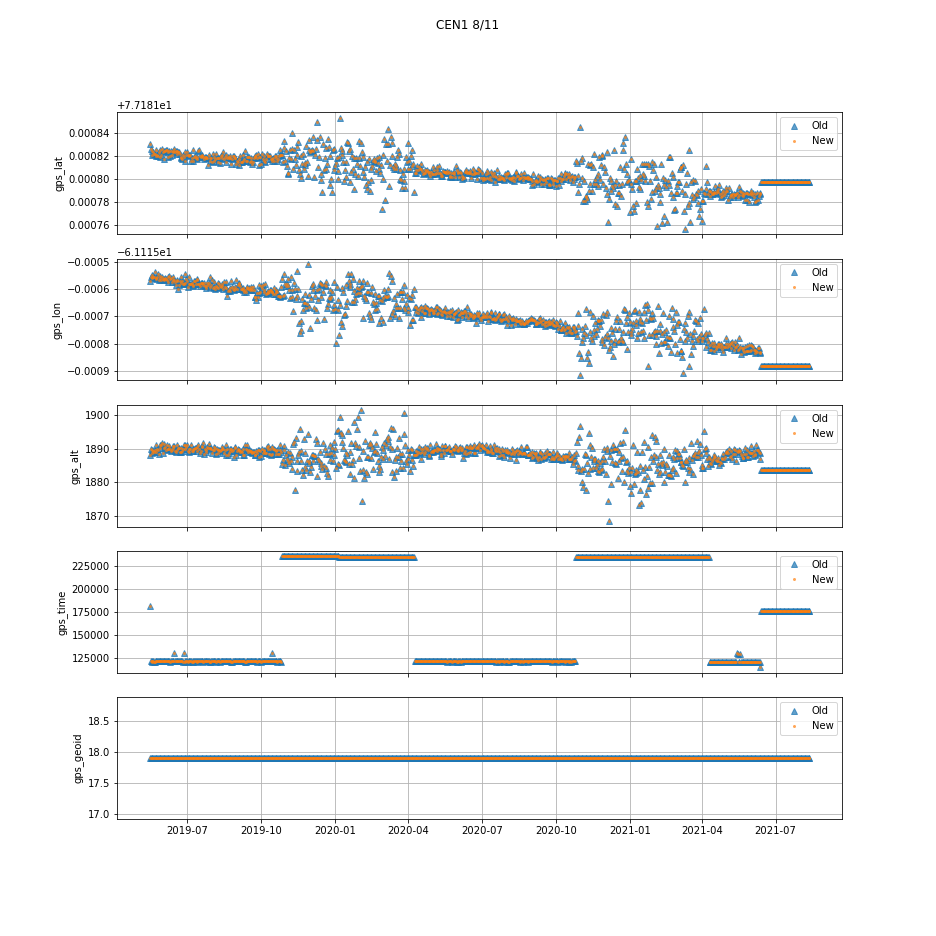 CEN1 8/11
+7.7181e1
0.00084
0.00082
0.00080
0.00078
0.00076
gps_lat
Old
New
−6.1115e1
−0.0005
−0.0006
−0.0007
−0.0008
−0.0009
gps_lon
Old
New
1900
1890
1880
1870
gps_alt
Old
New
225000
200000
175000
150000
125000
gps_time
Old
New
18.5
18.0
17.5
17.0
gps_geoid
Old
New
2019-07 2019-10 2020-01 2020-04 2020-07 2020-10 2021-01 2021-04 2021-07